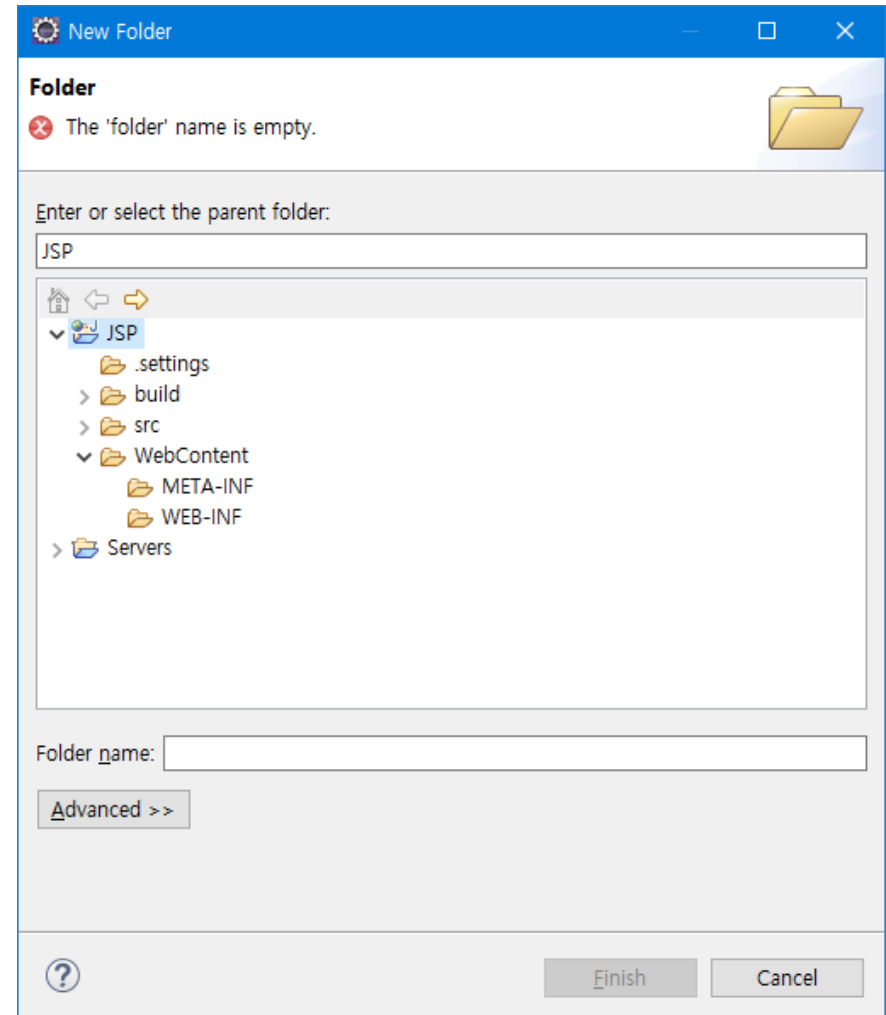 New Folder
Folder
The 'folder' name is empty.
Enter or select the parent folder:
JSP
JSP
.settings
build
src
WebContent
META-INF
WEB-INF
Servers
Folder name:
Advanced >>
Finish
Cancel